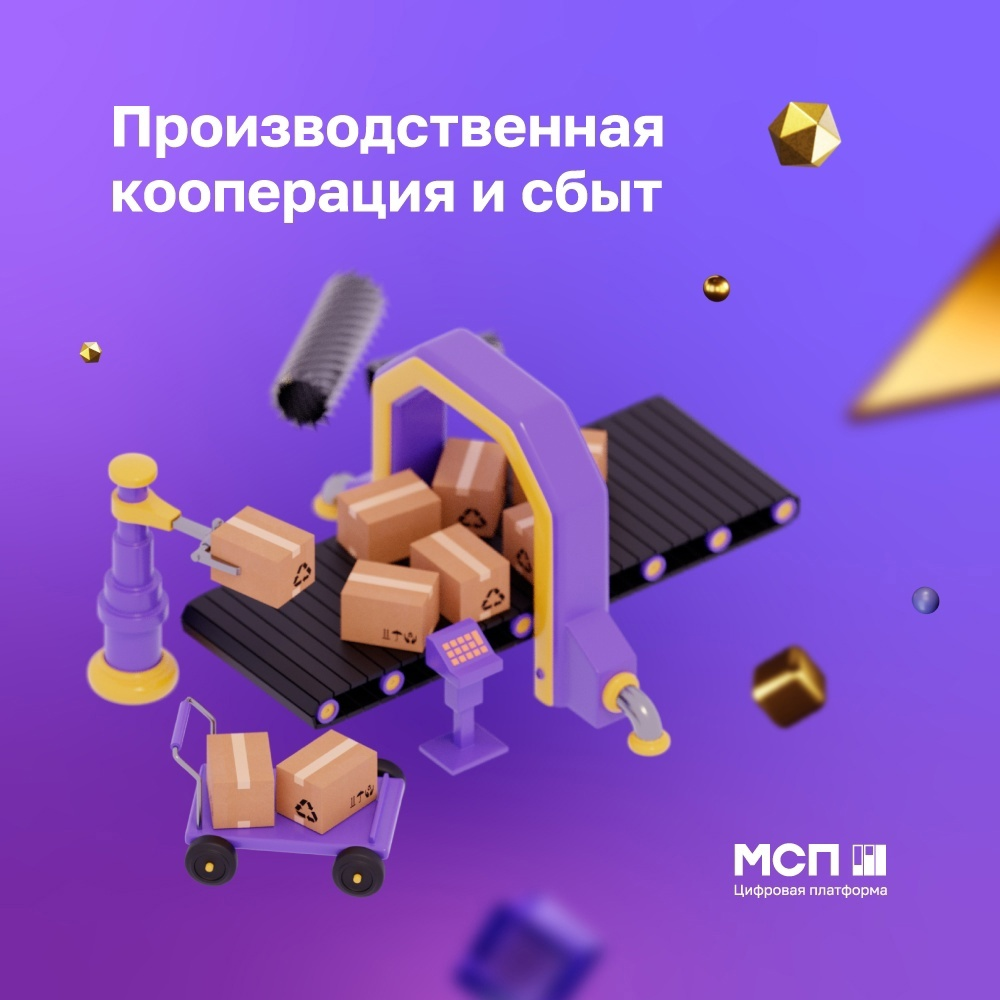 Производственная
кооперация и сбыт
МСП
Цифровая платформа